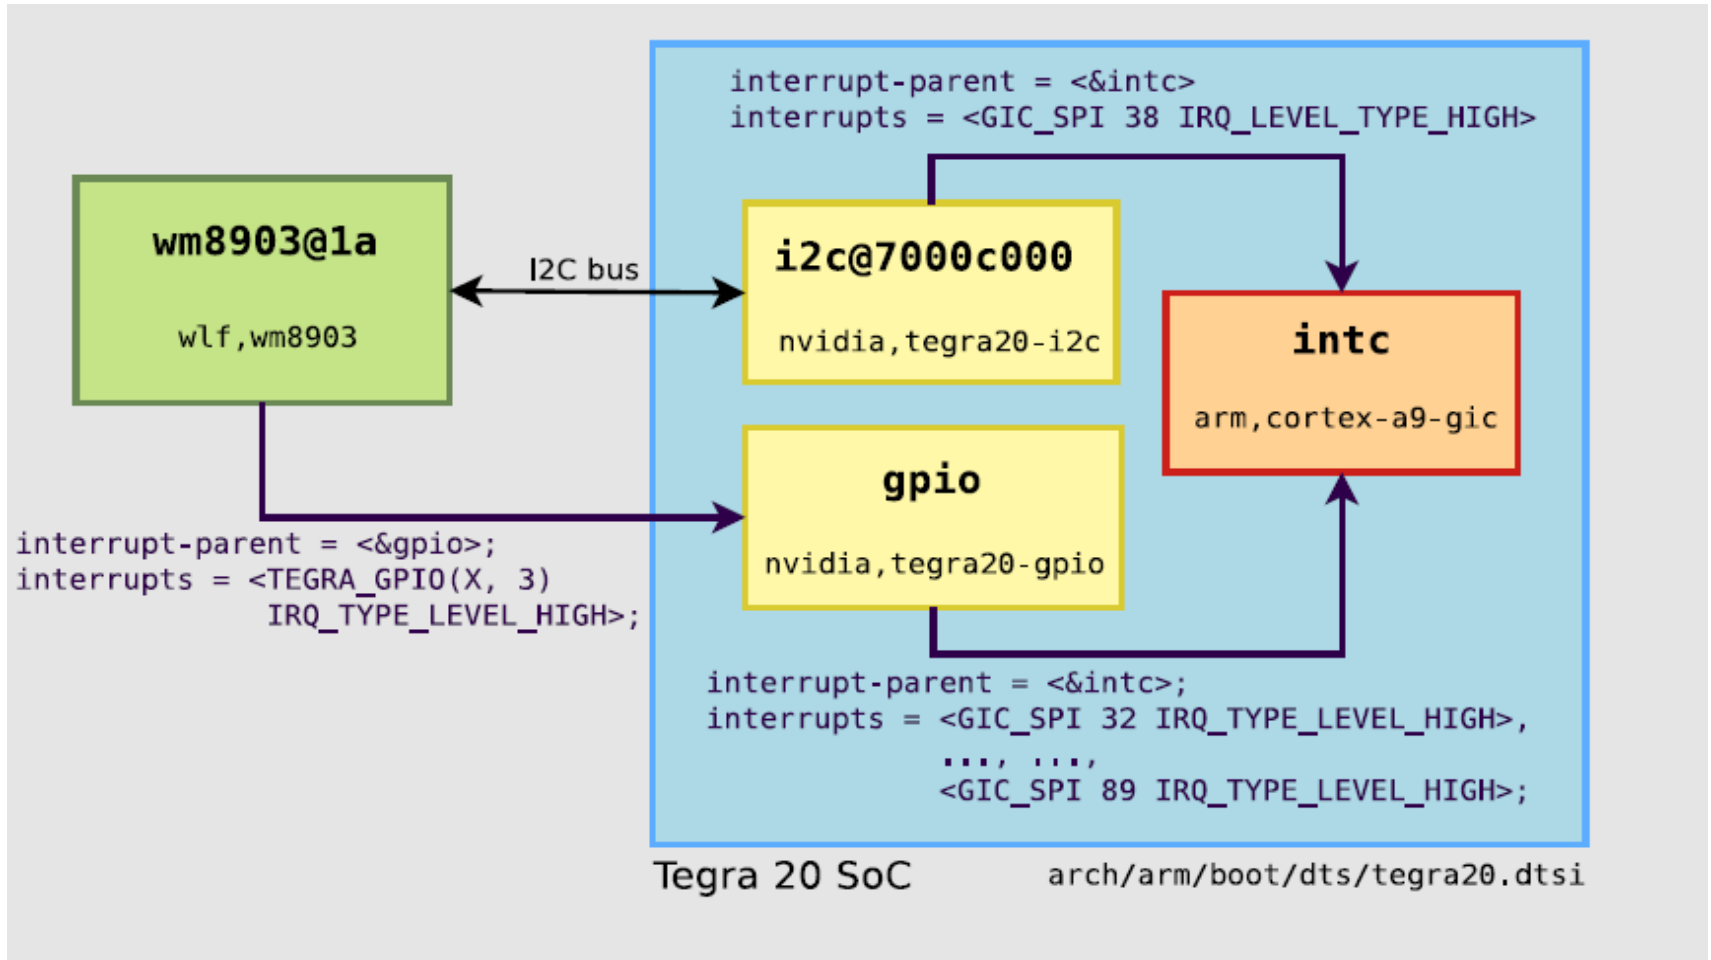 interrupt-parent = <&intc>
interrupts = <GIC_SPI 38 IRQ_LEVEL_TYPE_HIGH>
wm8903@1a
wlf,wm8903
I2C bus
i2c@7000c000
nvidia,tegra20-i2c
intc
arm,cortex-a9-gic
gpio
nvidia,tegra20-gpio
interrupt-parent = <&gpio>;
interrupts = <TEGRA_GPIO(X, 3)
IRQ_TYPE_LEVEL_HIGH>;
interrupt-parent = <&intc>;
interrupts = <GIC_SPI 32 IRQ_TYPE_LEVEL_HIGH>,
..., ...,
<GIC_SPI 89 IRQ_TYPE_LEVEL_HIGH>;
Tegra 20 SoC
arch/arm/boot/dts/tegra20.dtsi